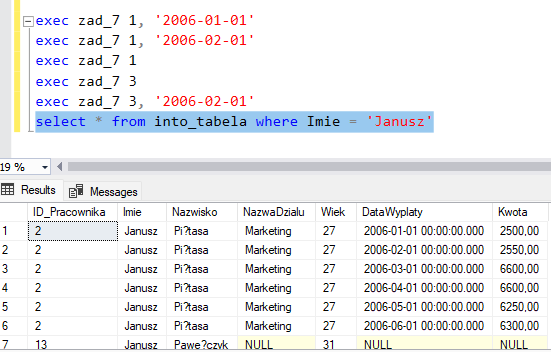 exec zad_7 1, '2006-01-01'
exec zad_7 1, '2006-02-01'
exec zad_7 1
exec zad_7 3
exec zad_7 3, '2006-02-01'
select * from into_tabela where Imie = 'Janusz'
19 %
Results Messages
ID_Pracownika Imie Nazwisko NazwaDzialu Wiek DataWyplaty Kwota
1 2 Janusz Pi?tasa Marketing 27 2006-01-01 00:00:00.000 2500,00
2 2 Janusz Pi?tasa Marketing 27 2006-02-01 00:00:00.000 2550,00
3 2 Janusz Pi?tasa Marketing 27 2006-03-01 00:00:00.000 6600,00
4 2 Janusz Pi?tasa Marketing 27 2006-04-01 00:00:00.000 6600,00
5 2 Janusz Pi?tasa Marketing 27 2006-05-01 00:00:00.000 6250,00
6 2 Janusz Pi?tasa Marketing 27 2006-06-01 00:00:00.000 6300,00
7 13 Janusz Pawe?czyk NULL 31 NULL NULL